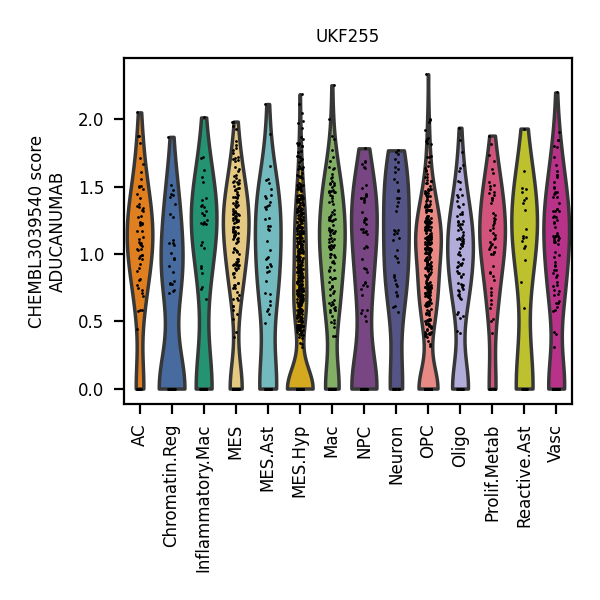 UKF255
CHEMBL3039540 score
ADUCANUMAB
2.0
1.5
1.0
0.5
0.0
AC
Chromatin.Reg
Inflammatory.Mac
MES
MES.Ast
MES.Hyp
Mac
NPC
Neuron
OPC
Oligo
Prolif.Metab
Reactive.Ast
Vasc